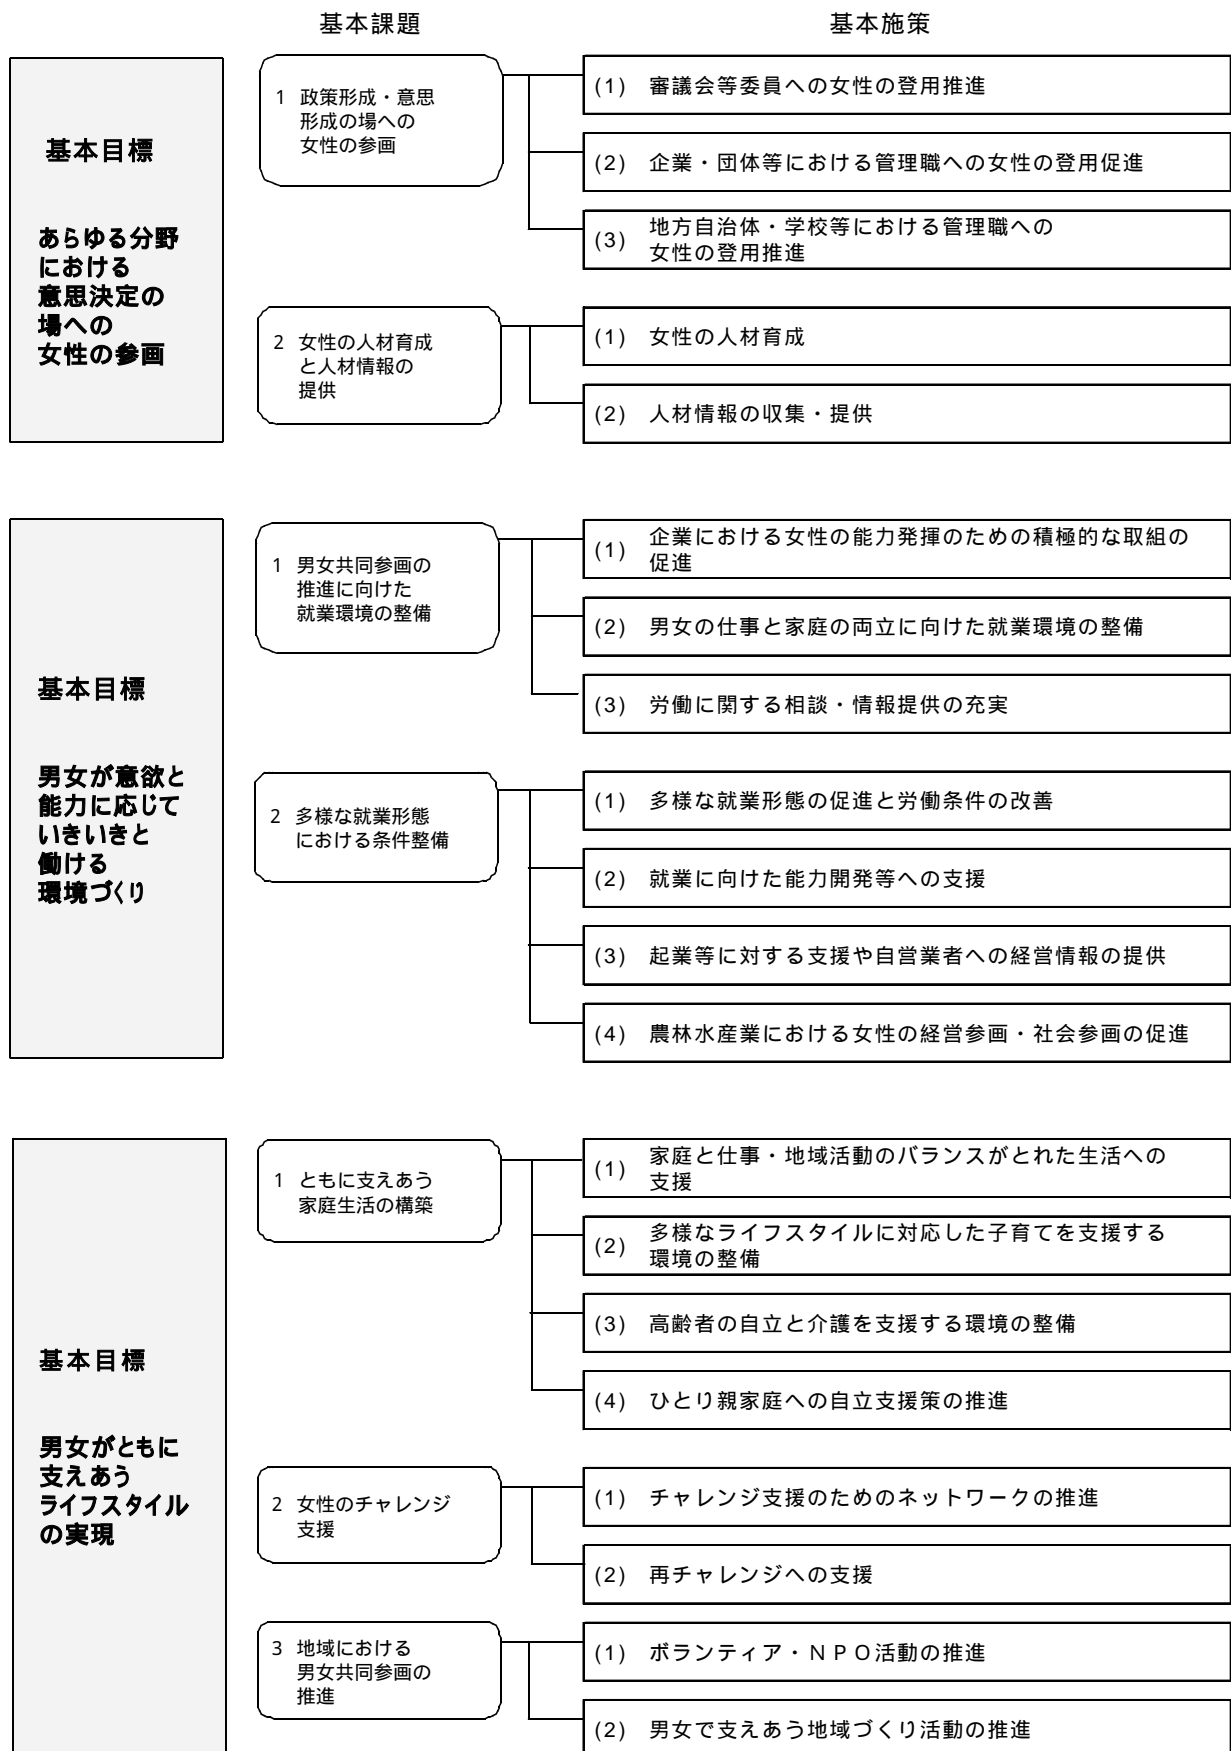 基本課題
基本施策
基本目標
あらゆる分野
における
意思決定の
場への
女性の参画
1 政策形成・意思
形成の場への
女性の参画
(1) 審議会等委員への女性の登用推進
(2) 企業・団体等における管理職への女性の登用促進
(3) 地方自治体・学校等における管理職への
女性の登用推進
2 女性の人材育成
と人材情報の
提供
(1) 女性の人材育成
(2) 人材情報の収集・提供
基本目標
男女が意欲と
能力に応じて
いきいきと
働ける
環境づくり
1 男女共同参画の
推進に向けた
就業環境の整備
(1) 企業における女性の能力発揮のための積極的な取組の
促進
(2) 男女の仕事と家庭の両立に向けた就業環境の整備
(3) 労働に関する相談・情報提供の充実
2 多様な就業形態
における条件整備
(1) 多様な就業形態の促進と労働条件の改善
(2) 就業に向けた能力開発等への支援
(3) 起業等に対する支援や自営業者への経営情報の提供
(4) 農林水産業における女性の経営参画・社会参画の促進
基本目標
男女がともに
支えあう
ライフスタイル
の実現
1 ともに支えあう
家庭生活の構築
(1) 家庭と仕事・地域活動のバランスがとれた生活への
支援
(2) 多様なライフスタイルに対応した子育てを支援する
環境の整備
(3) 高齢者の自立と介護を支援する環境の整備
(4) ひとり親家庭への自立支援策の推進
2 女性のチャレンジ
支援
(1) チャレンジ支援のためのネットワークの推進
(2) 再チャレンジへの支援
3 地域における
男女共同参画の
推進
(1) ボランティア・ＮＰＯ活動の推進
(2) 男女で支えあう地域づくり活動の推進